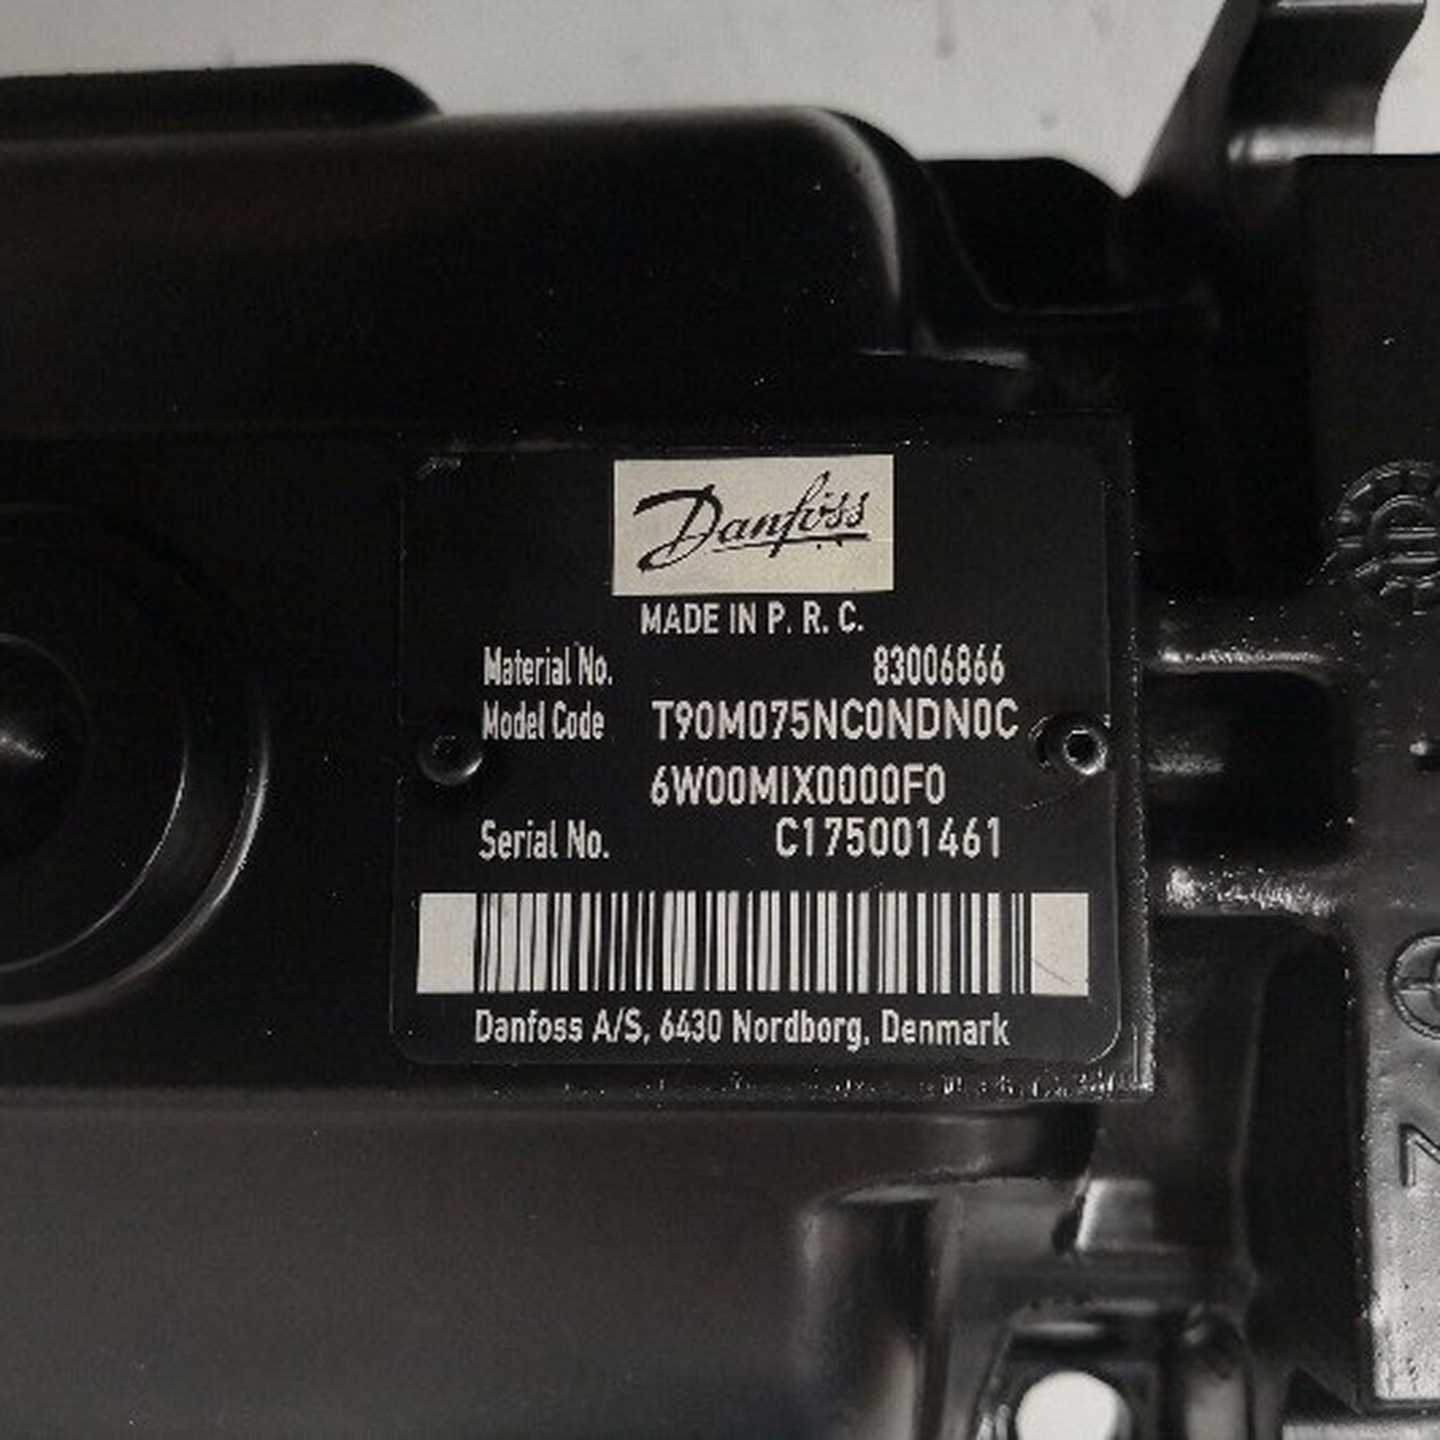 Danfoss
MADE IN P. R. C.
Material No. 83006866
Model Code T90M075NC0NDN0C
6W00MIX0000F0
Serial No. C175001461
Danfoss A/S, 6430 Nordborg, Denmark